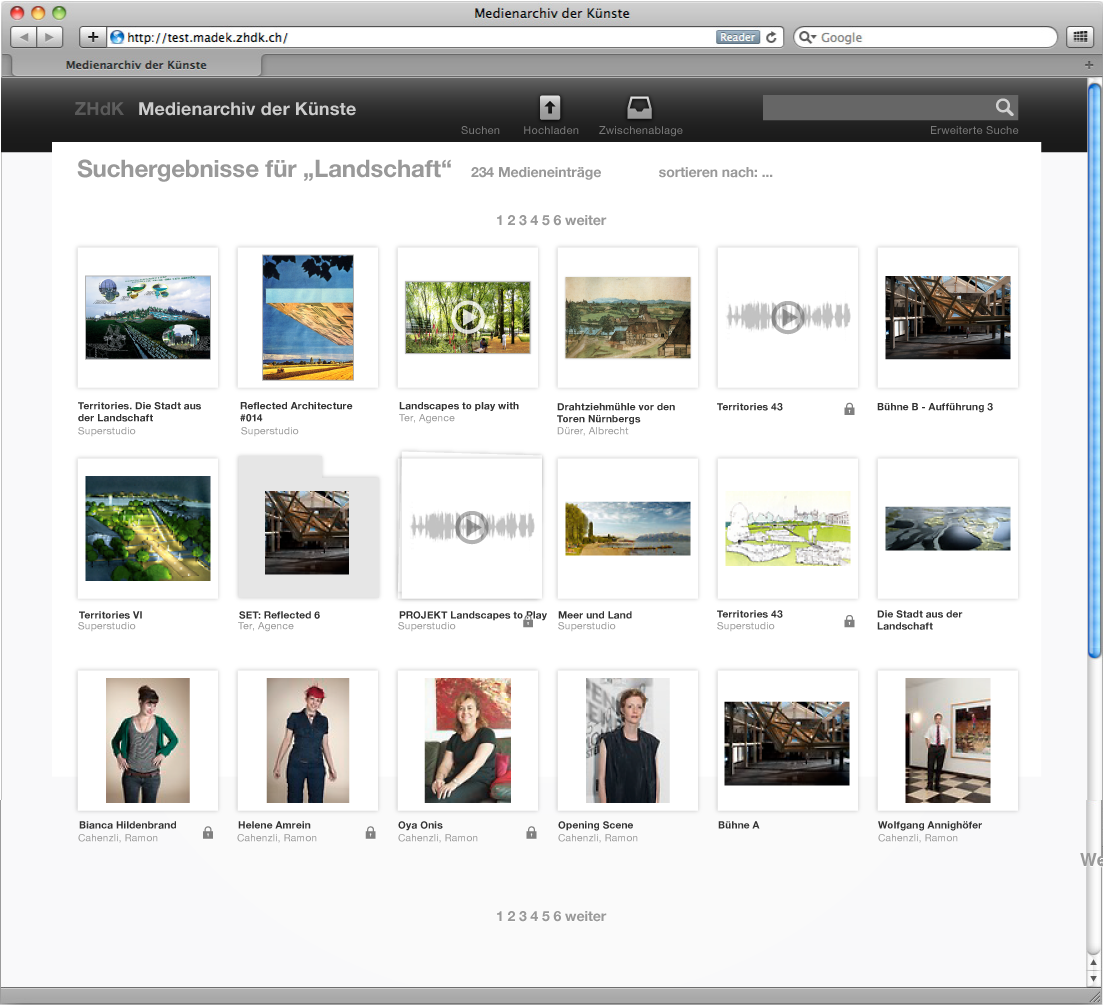 Medienarchiv der Künste
http://test.madek.zhdk.ch/
Reader
Google
Medienarchiv der Künste
ZHdK Medienarchiv der Künste
Suchen
Hochladen
Zwischenablage
Erweiterte Suche
Suchergebnisse für „Landschaft“ 234 Medieneinträge sortieren nach: ...
1 2 3 4 5 6 weiter
Territories. Die Stadt aus
der Landschaft
Superstudio
Reflected Architecture
#014
Superstudio
Landscapes to play with
Ter, Agence
Drahtziehmühle vor den
Toren Nürnbergs
Dürer, Albrecht
Territories 43
Bühne B - Aufführung 3
Territories VI
Superstudio
SET: Reflected 6
Ter, Agence
PROJEKT Landscapes to Play
Superstudio
Meer und Land
Superstudio
Territories 43
Superstudio
Die Stadt aus der
Landschaft
Bianca Hildenbrand
Cahenzli, Ramon
Helene Amrein
Cahenzli, Ramon
Oya Onis
Cahenzli, Ramon
Opening Scene
Cahenzli, Ramon
Bühne A
Wolfgang Annighöfer
Cahenzli, Ramon
We
1 2 3 4 5 6 weiter